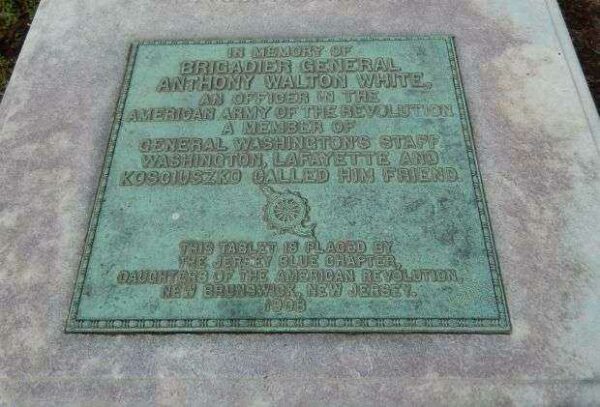 IN MEMORY OF
BRIGADIER GENERAL
ANTHONY WALTON WHITE,
AN OFFICER IN THE
AMERICAN ARMY OF THE REVOLUTION
A MEMBER OF
GENERAL WASHINGTON'S STAFF
WASHINGTON, LAFAYETTE AND
KOSCIUSZKO CALLED HIM FRIEND.
THIS TABLET IS PLACED BY
THE JERSEY BLUE CHAPTER,
DAUGHTERS OF THE AMERICAN REVOLUTION
NEW BRUNSWICK, NEW JERSEY.